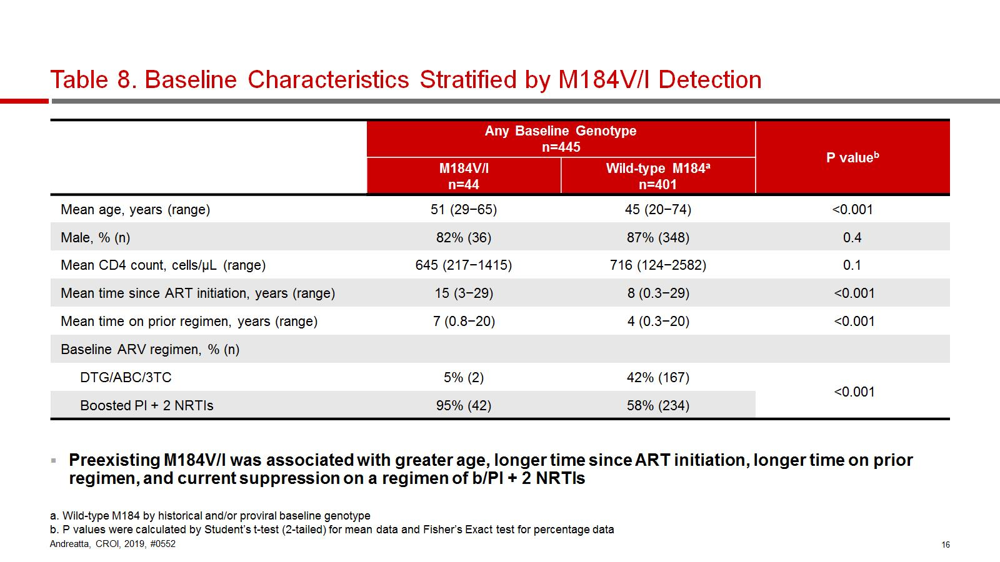 Table 8. Baseline Characteristics Stratified by M184V/I Detection
Any Baseline Genotype
n=445
P valueᵇ
M184V/I
n=44
Wild-type M184ᵃ
n=401
Mean age, years (range) 51 (29−65) 45 (20−74) <0.001
Male, % (n) 82% (36) 87% (348) 0.4
Mean CD4 count, cells/µL (range) 645 (217−1415) 716 (124−2582) 0.1
Mean time since ART initiation, years (range) 15 (3−29) 8 (0.3−29) <0.001
Mean time on prior regimen, years (range) 7 (0.8−20) 4 (0.3−20) <0.001
Baseline ARV regimen, % (n)
DTG/ABC/3TC 5% (2) 42% (167)
<0.001
Boosted PI + 2 NRTIs 95% (42) 58% (234)
▪ Preexisting M184V/I was associated with greater age, longer time since ART initiation, longer time on prior
regimen, and current suppression on a regimen of b/PI + 2 NRTIs
a. Wild-type M184 by historical and/or proviral baseline genotype
b. P values were calculated by Student’s t-test (2-tailed) for mean data and Fisher’s Exact test for percentage data
Andreatta, CROI, 2019, #0552
16